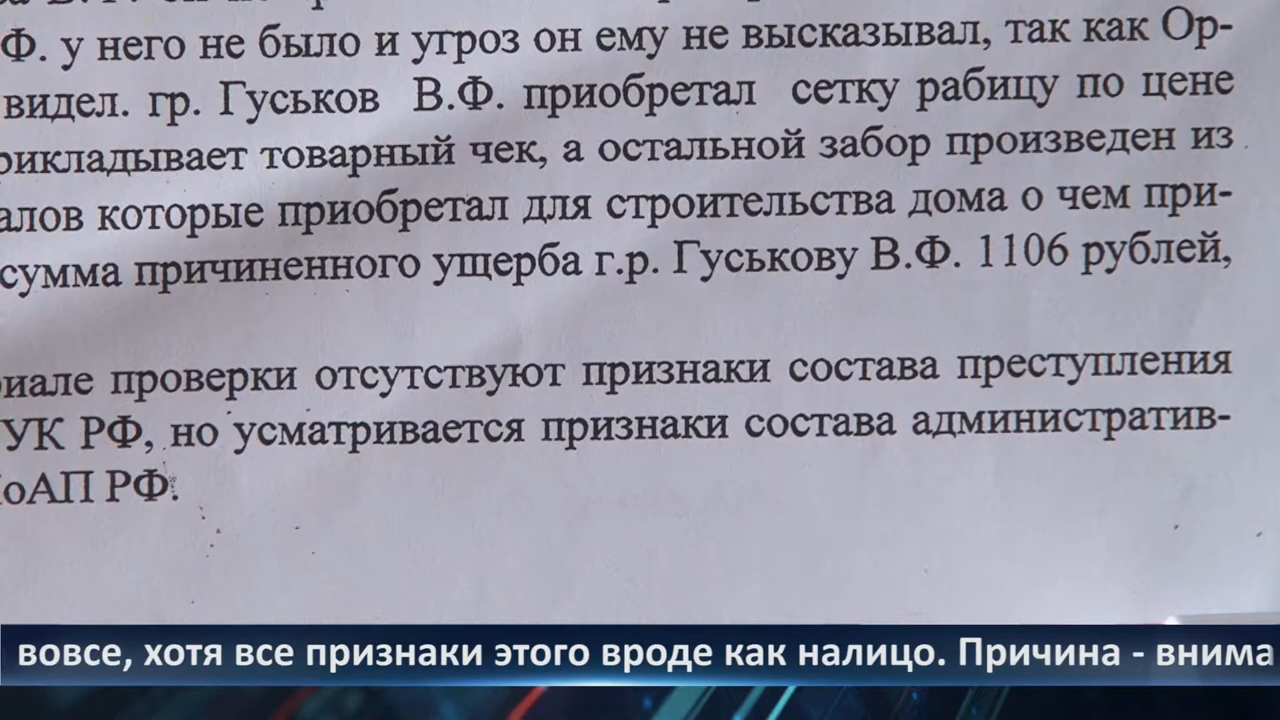 Ф. у него не было и угроз он ему не высказывал, так как Ор-
видел. гр. Гуськов В.Ф. приобретал сетку рабицу по цене
рикладывает товарный чек, а остальной забор произведен из
алов которые приобретал для строительства дома о чем при-
сумма причиненного ущерба г.р. Гуськову В.Ф. 1106 рублей,
риале проверки отсутствуют признаки состава преступления
УК РФ, но усматривается признаки состава административ-
КоАП РФ.
вовсе, хотя все признаки этого вроде как налицо. Причина - внима